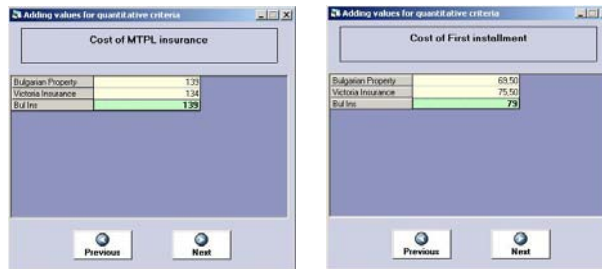 Adding values for quantitative criteria
Cost of MTPL insurance
Bulgarian Property 139
Victoria Insurance 134
Bul Ins 139
Previous Next
Adding values for quantitative criteria
Cost of First installment
Bulgarian Property 69,50
Victoria Insurance 75,50
Bul Ins 79
Previous Next